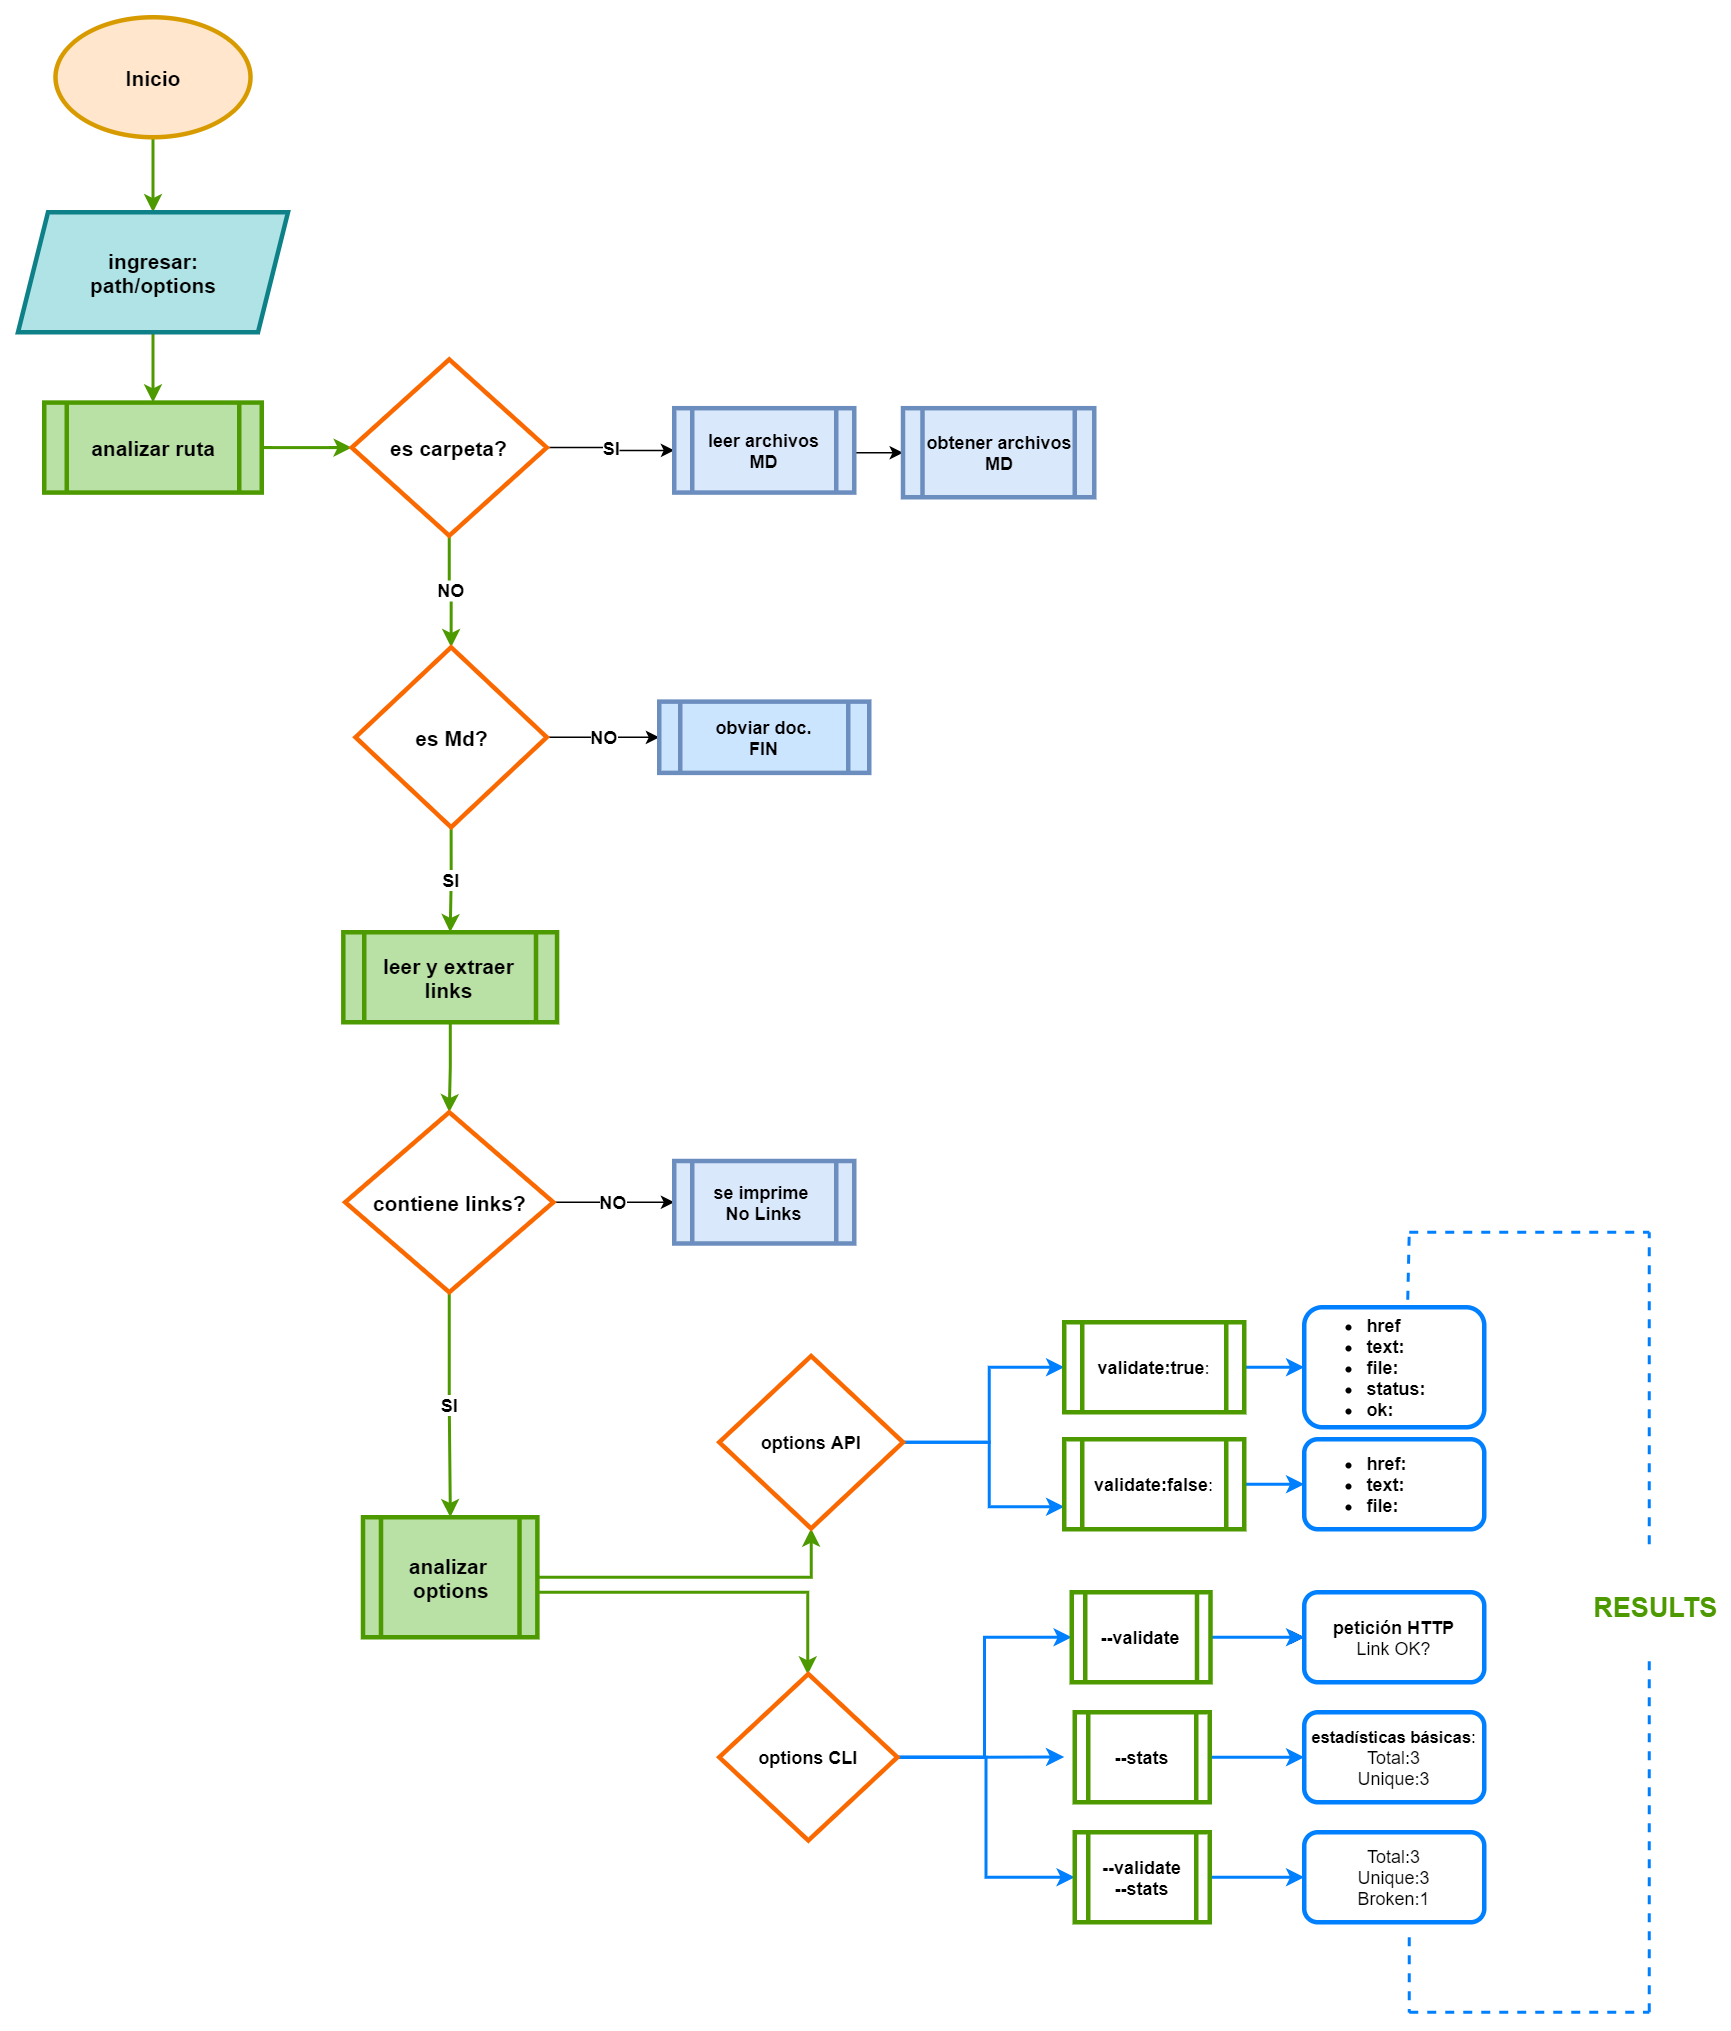 Inicio
ingresar:
path/options
analizar ruta
es carpeta?
SI
leer archivos
MD
obtener archivos
MD
NO
es Md?
NO
obviar doc.
FIN
SI
leer y extraer
links
contiene links?
NO
se imprime
No Links
SI
analizar
options
options API
validate:true:
• href
• text:
• file:
• status:
• ok:
validate:false:
• href:
• text:
• file:
options CLI
--validate
petición HTTP
Link OK?
--stats
estadísticas básicas:
Total:3
Unique:3
--validate
--stats
Total:3
Unique:3
Broken:1
RESULTS